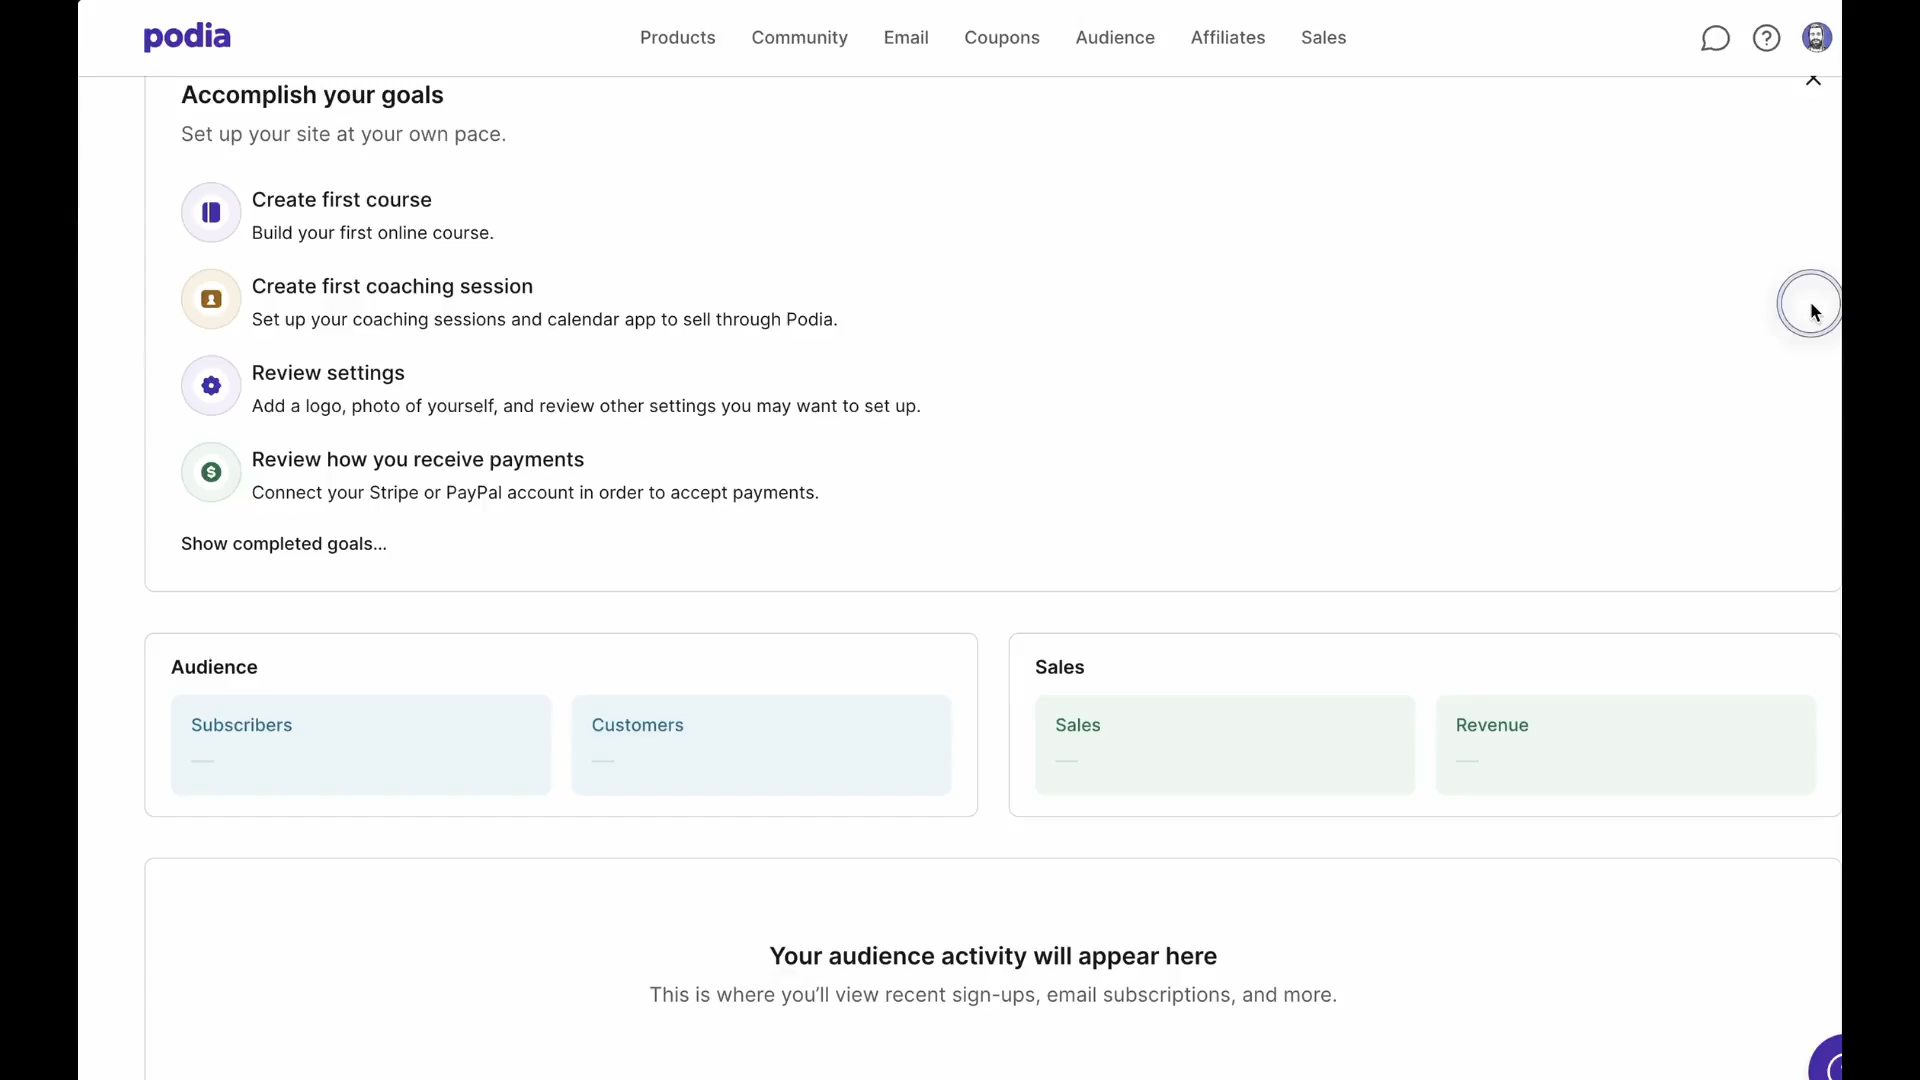 podia
Products Community Email Coupons Audience Affiliates Sales
Accomplish your goals
Set up your site at your own pace.
Create first course
Build your first online course.
Create first coaching session
Set up your coaching sessions and calendar app to sell through Podia.
Review settings
Add a logo, photo of yourself, and review other settings you may want to set up.
Review how you receive payments
Connect your Stripe or PayPal account in order to accept payments.
Show completed goals...
Audience
Subscribers
—
Customers
—
Sales
Sales
—
Revenue
—
Your audience activity will appear here
This is where you’ll view recent sign-ups, email subscriptions, and more.